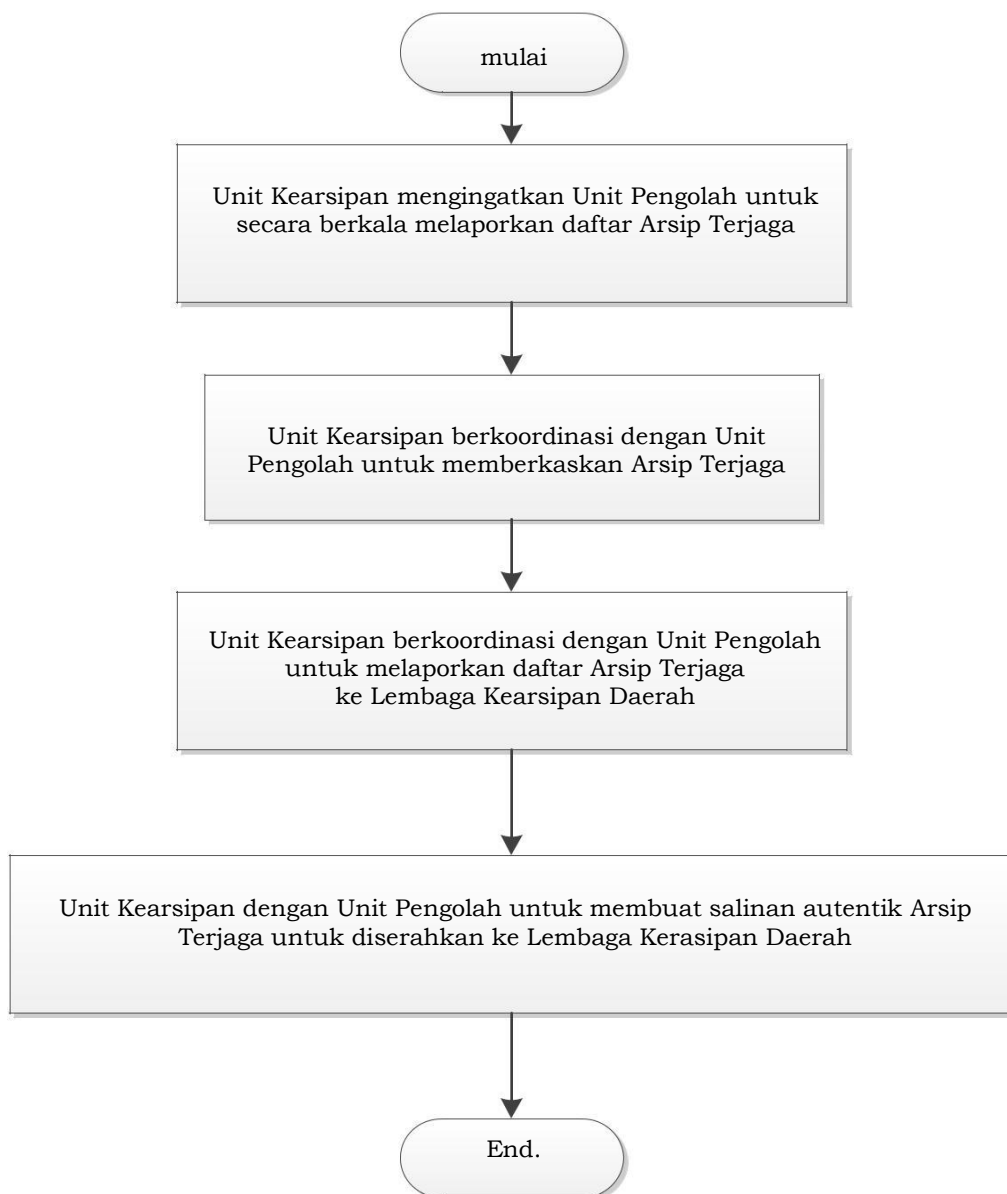 mulai
Unit Kearsipan mengingatkan Unit Pengolah untuk
secara berkala melaporkan daftar Arsip Terjaga
Unit Kearsipan berkoordinasi dengan Unit
Pengolah untuk memberkaskan Arsip Terjaga
Unit Kearsipan berkoordinasi dengan Unit Pengolah
untuk melaporkan daftar Arsip Terjaga
ke Lembaga Kearsipan Daerah
Unit Kearsipan dengan Unit Pengolah untuk membuat salinan autentik Arsip
Terjaga untuk diserahkan ke Lembaga Kerasipan Daerah
End.